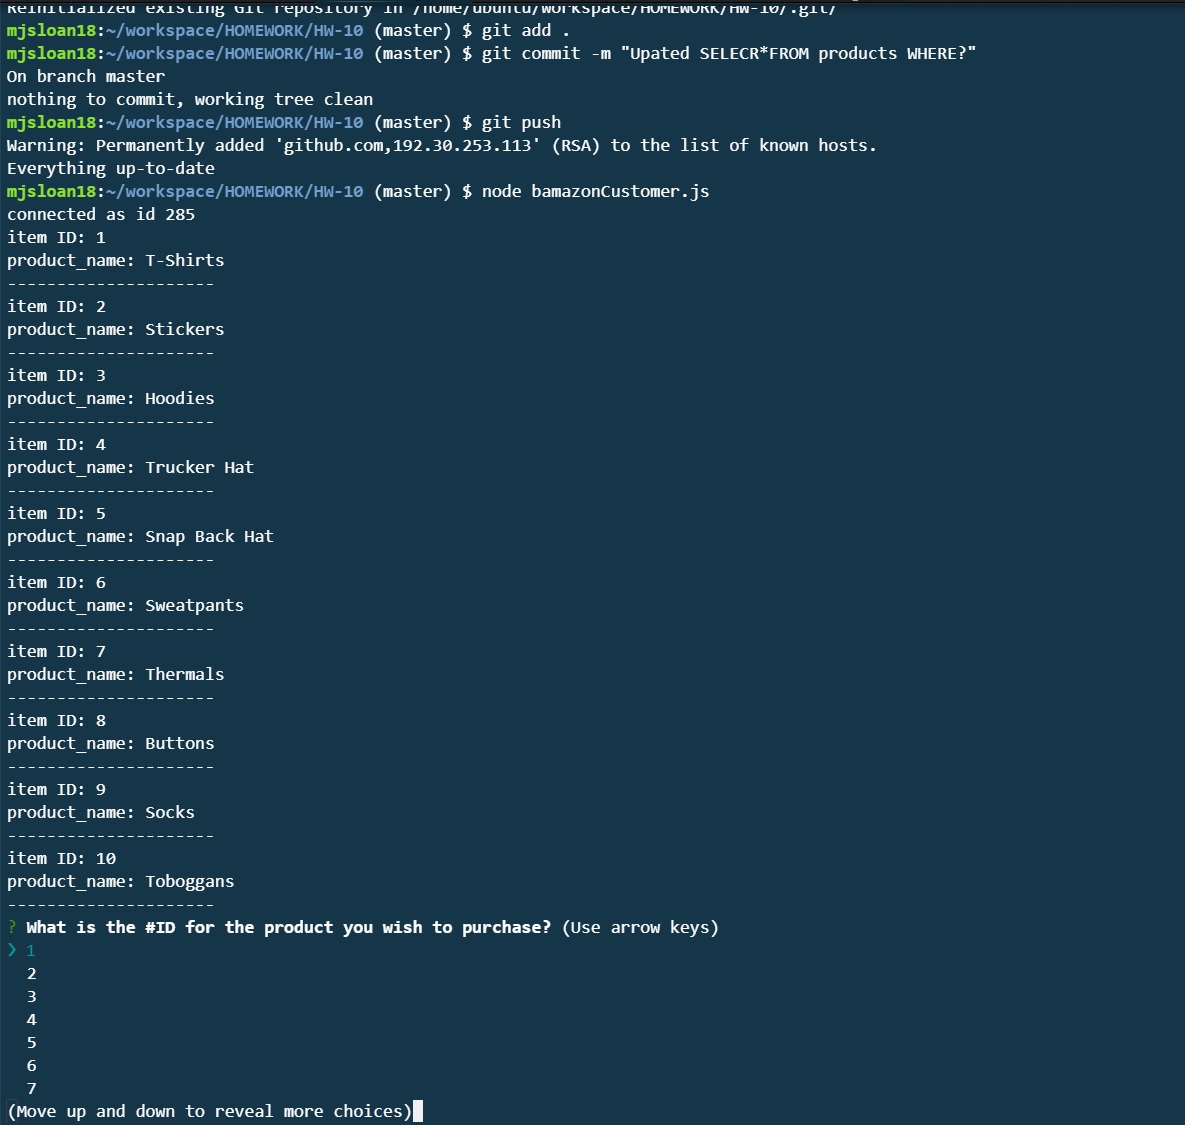 Reinitialized existing Git repository in /home/ubuntu/workspace/HOMEWORK/HW-10/.git/
mjsloan18:~/workspace/HOMEWORK/HW-10 (master) $ git add .
mjsloan18:~/workspace/HOMEWORK/HW-10 (master) $ git commit -m "Upated SELECR*FROM products WHERE?"
On branch master
nothing to commit, working tree clean
mjsloan18:~/workspace/HOMEWORK/HW-10 (master) $ git push
Warning: Permanently added 'github.com,192.30.253.113' (RSA) to the list of known hosts.
Everything up-to-date
mjsloan18:~/workspace/HOMEWORK/HW-10 (master) $ node bamazonCustomer.js
connected as id 285
item ID: 1
product_name: T-Shirts
---------------------
item ID: 2
product_name: Stickers
---------------------
item ID: 3
product_name: Hoodies
---------------------
item ID: 4
product_name: Trucker Hat
---------------------
item ID: 5
product_name: Snap Back Hat
---------------------
item ID: 6
product_name: Sweatpants
---------------------
item ID: 7
product_name: Thermals
---------------------
item ID: 8
product_name: Buttons
---------------------
item ID: 9
product_name: Socks
---------------------
item ID: 10
product_name: Toboggans
---------------------
? What is the #ID for the product you wish to purchase? (Use arrow keys)
❯ 1
2
3
4
5
6
7
(Move up and down to reveal more choices)